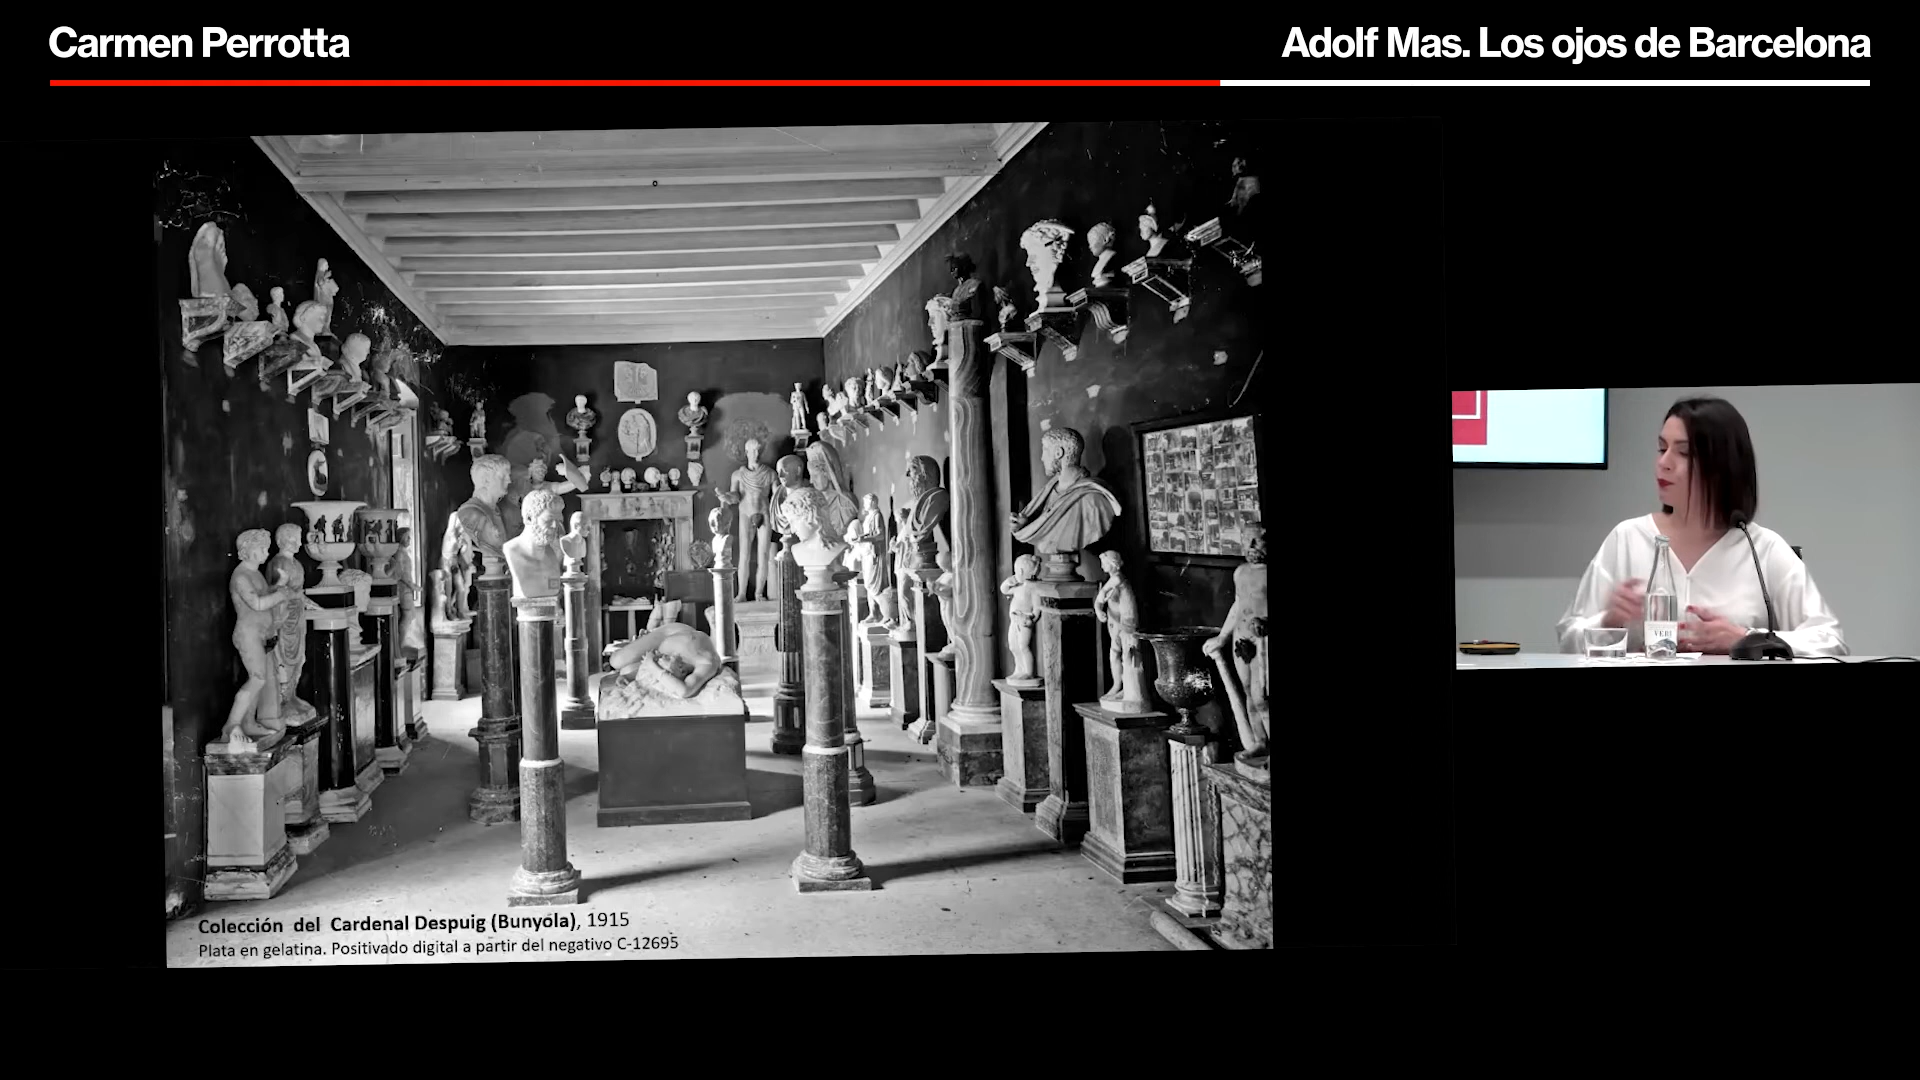 Carmen Perrotta
Adolf Mas. Los ojos de Barcelona
Colección del Cardenal Despuig (Bunyola), 1915
Plata en gelatina. Positivado digital a partir del negativo C-12695
VERI